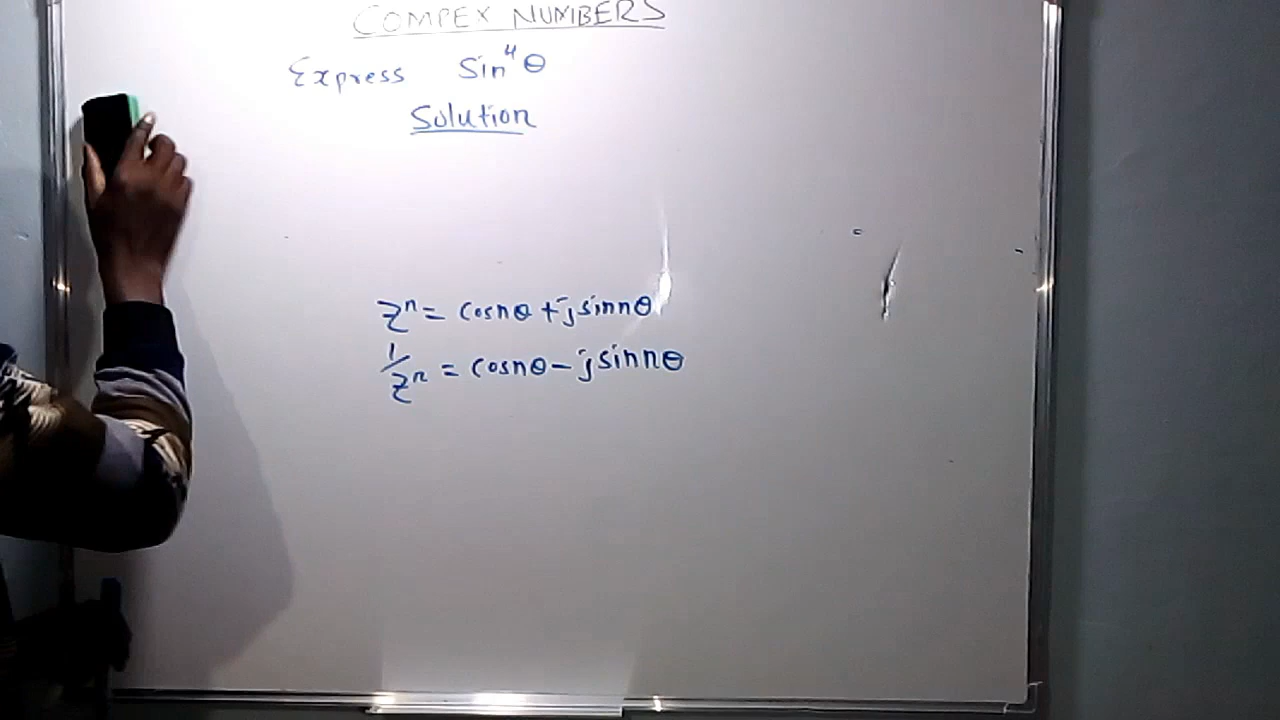 COMPEX NUMBERS
Express Sin⁴θ
Solution
zⁿ = cosnθ + jsinnθ
1/zⁿ = cosnθ − jsinnθ